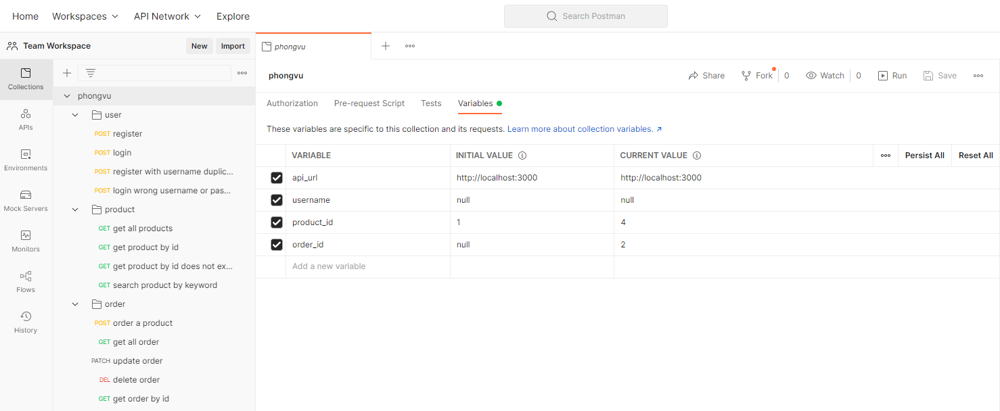 Home Workspaces API Network Explore Search Postman
Team Workspace New Import
phongvu
phongvu
Share Fork 0 Watch 0 Run Save
Collections
APIs
Environments
Mock Servers
Monitors
Flows
History
phongvu
user
POST register
POST login
POST register with username duplic...
POST login wrong username or pas...
product
GET get all products
GET get product by id
GET get product by id does not ex...
GET search product by keyword
order
POST order a product
GET get all order
PATCH update order
DEL delete order
GET get order by id
Authorization Pre-request Script Tests Variables
These variables are specific to this collection and its requests. Learn more about collection variables.
VARIABLE INITIAL VALUE CURRENT VALUE Persist All Reset All
api_url http://localhost:3000 http://localhost:3000
username null null
product_id 1 4
order_id null 2
Add a new variable